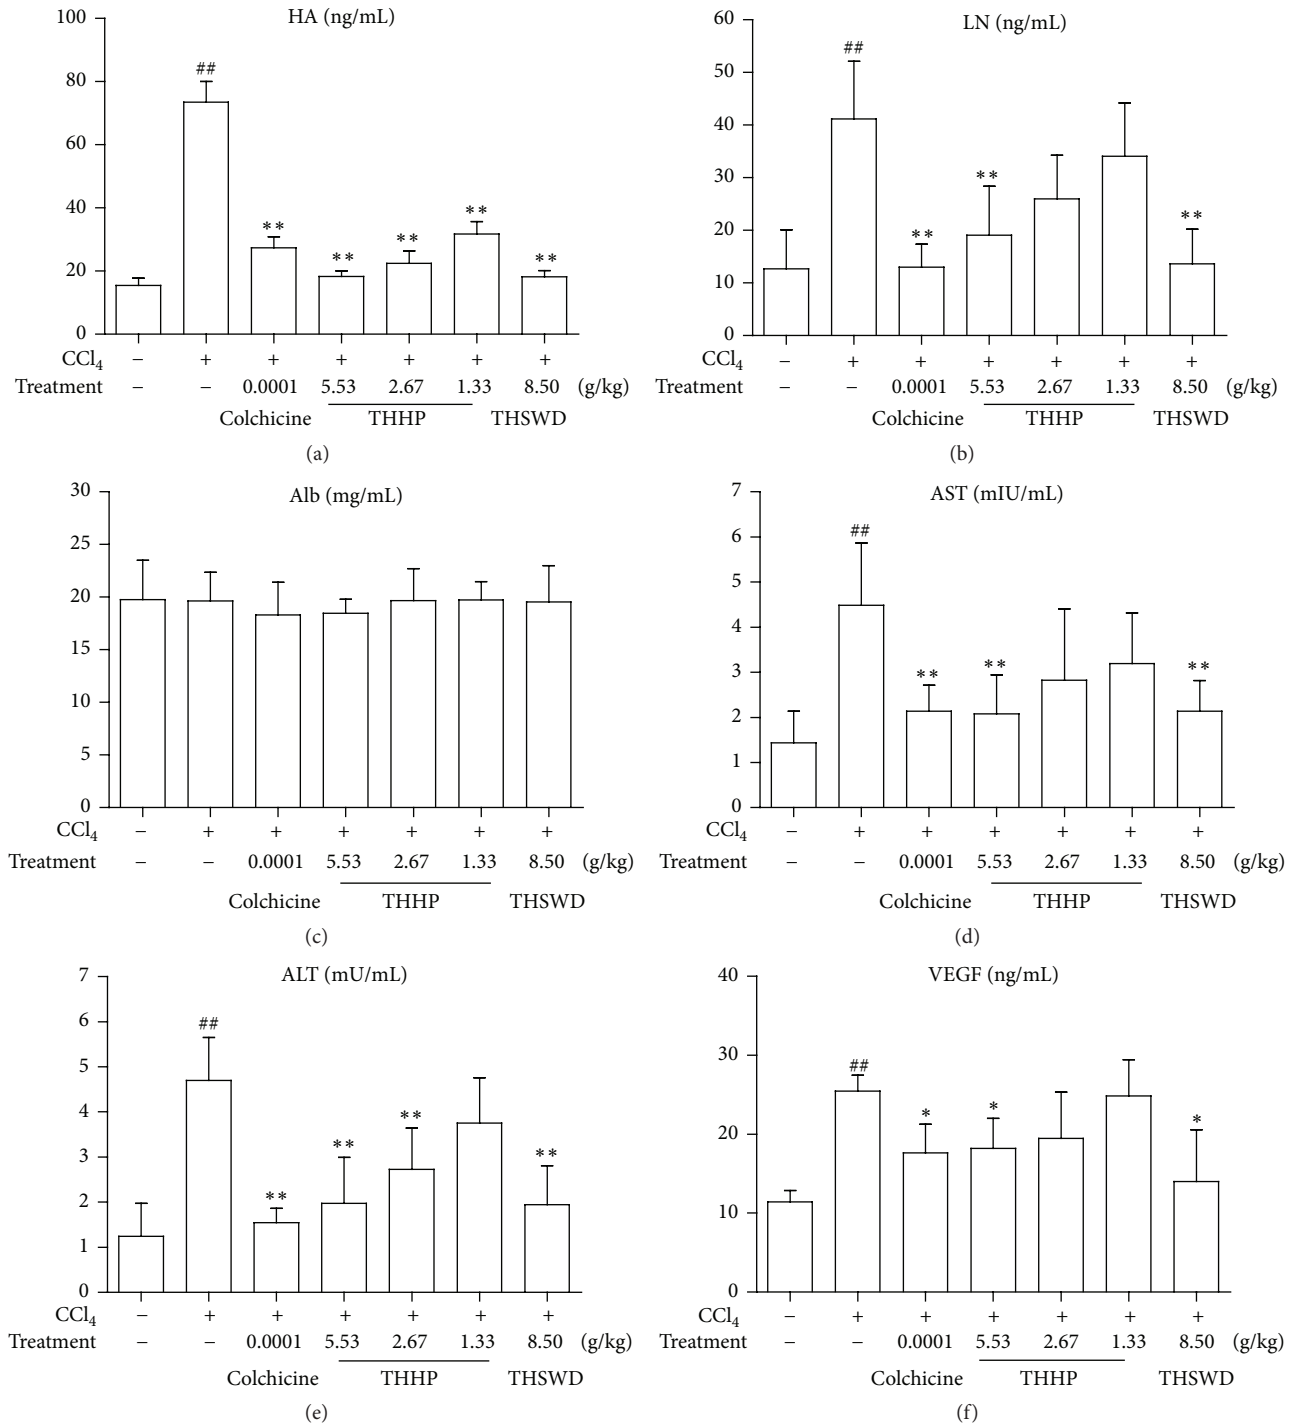 HA (ng/mL)
100
80
60
40
20
0
##
**
**
**
**
**
CCl4 − + + + + + +
Treatment − − 0.0001 5.53 2.67 1.33 8.50 (g/kg)
Colchicine THHP THSWD
(a)
LN (ng/mL)
60
50
40
30
20
10
0
##
**
**
**
CCl4 − + + + + + +
Treatment − − 0.0001 5.53 2.67 1.33 8.50 (g/kg)
Colchicine THHP THSWD
(b)
Alb (mg/mL)
30
25
20
15
10
5
0
CCl4 − + + + + + +
Treatment − − 0.0001 5.53 2.67 1.33 8.50 (g/kg)
Colchicine THHP THSWD
(c)
AST (mIU/mL)
7
6
5
4
3
2
1
0
##
**
**
**
CCl4 − + + + + + +
Treatment − − 0.0001 5.53 2.67 1.33 8.50 (g/kg)
Colchicine THHP THSWD
(d)
ALT (mU/mL)
7
6
5
4
3
2
1
0
##
**
**
**
**
CCl4 − + + + + + +
Treatment − − 0.0001 5.53 2.67 1.33 8.50 (g/kg)
Colchicine THHP THSWD
(e)
VEGF (ng/mL)
40
30
20
10
0
##
*
*
*
CCl4 − + + + + + +
Treatment − − 0.0001 5.53 2.67 1.33 8.50 (g/kg)
Colchicine THHP THSWD
(f)